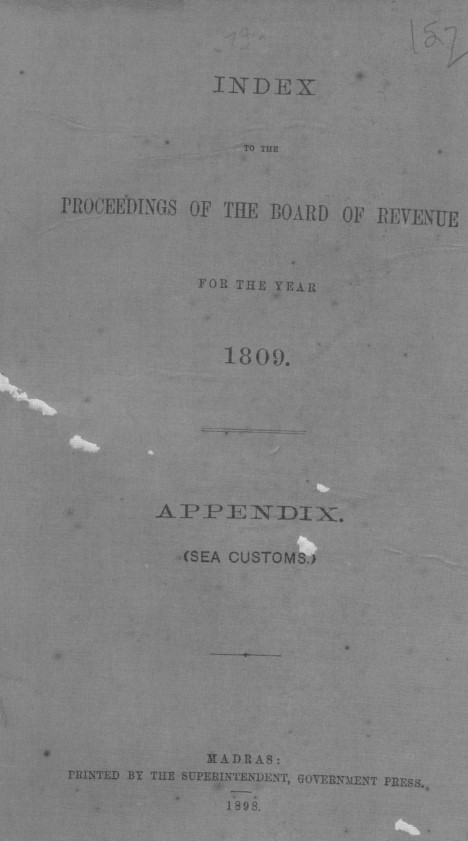 157
INDEX
TO THE
PROCEEDINGS OF THE BOARD OF REVENUE
FOR THE YEAR
1809.
APPENDIX.
(SEA CUSTOMS.)
MADRAS:
PRINTED BY THE SUPERINTENDENT, GOVERNMENT PRESS.
1898.